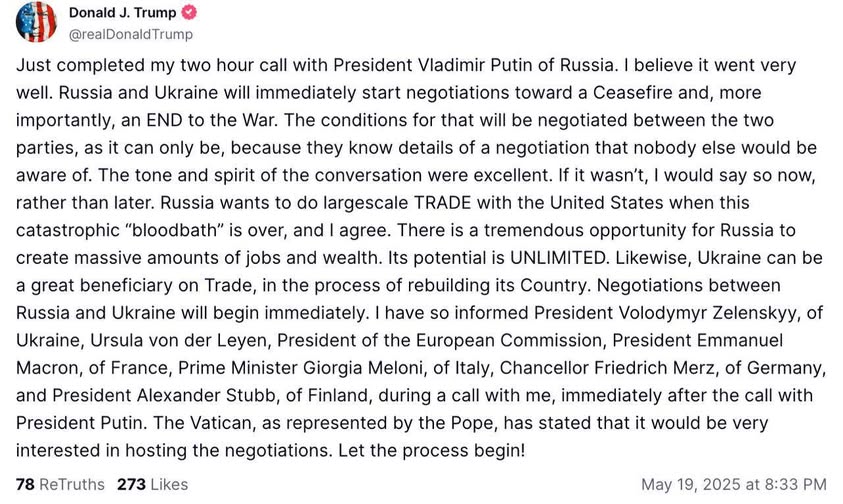 Donald J. Trump
@realDonaldTrump
Just completed my two hour call with President Vladimir Putin of Russia. I believe it went very
well. Russia and Ukraine will immediately start negotiations toward a Ceasefire and, more
importantly, an END to the War. The conditions for that will be negotiated between the two
parties, as it can only be, because they know details of a negotiation that nobody else would be
aware of. The tone and spirit of the conversation were excellent. If it wasn’t, I would say so now,
rather than later. Russia wants to do largescale TRADE with the United States when this
catastrophic “bloodbath” is over, and I agree. There is a tremendous opportunity for Russia to
create massive amounts of jobs and wealth. Its potential is UNLIMITED. Likewise, Ukraine can be
a great beneficiary on Trade, in the process of rebuilding its Country. Negotiations between
Russia and Ukraine will begin immediately. I have so informed President Volodymyr Zelenskyy, of
Ukraine, Ursula von der Leyen, President of the European Commission, President Emmanuel
Macron, of France, Prime Minister Giorgia Meloni, of Italy, Chancellor Friedrich Merz, of Germany,
and President Alexander Stubb, of Finland, during a call with me, immediately after the call with
President Putin. The Vatican, as represented by the Pope, has stated that it would be very
interested in hosting the negotiations. Let the process begin!
78 ReTruths 273 Likes May 19, 2025 at 8:33 PM